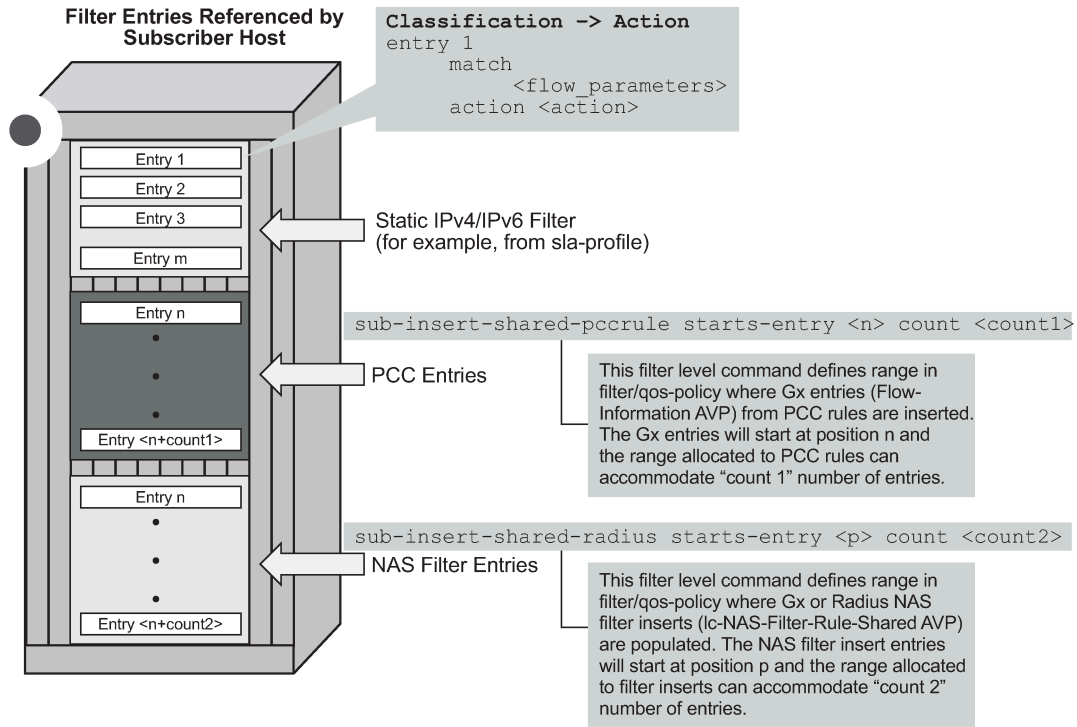 Filter Entries Referenced by
Subscriber Host
Classification –> Action
entry 1
match
<flow_parameters>
action <action>
Entry 1
Entry 2
Entry 3
Entry m
Static IPv4/IPv6 Filter
(for example, from sla-profile)
Entry n
Entry <n+count1>
PCC Entries
sub-insert-shared-pccrule starts-entry <n> count <count1>
This filter level command defines range in
filter/qos-policy where Gx entries (Flow-
Information AVP) from PCC rules are inserted.
The Gx entries will start at position n and
the range allocated to PCC rules can
accommodate “count 1” number of entries.
Entry n
Entry <n+count2>
NAS Filter Entries
sub-insert-shared-radius starts-entry <p> count <count2>
This filter level command defines range in
filter/qos-policy where Gx or Radius NAS
filter inserts (lc-NAS-Filter-Rule-Shared AVP)
are populated. The NAS filter insert entries
will start at position p and the range allocated
to filter inserts can accommodate “count 2”
number of entries.